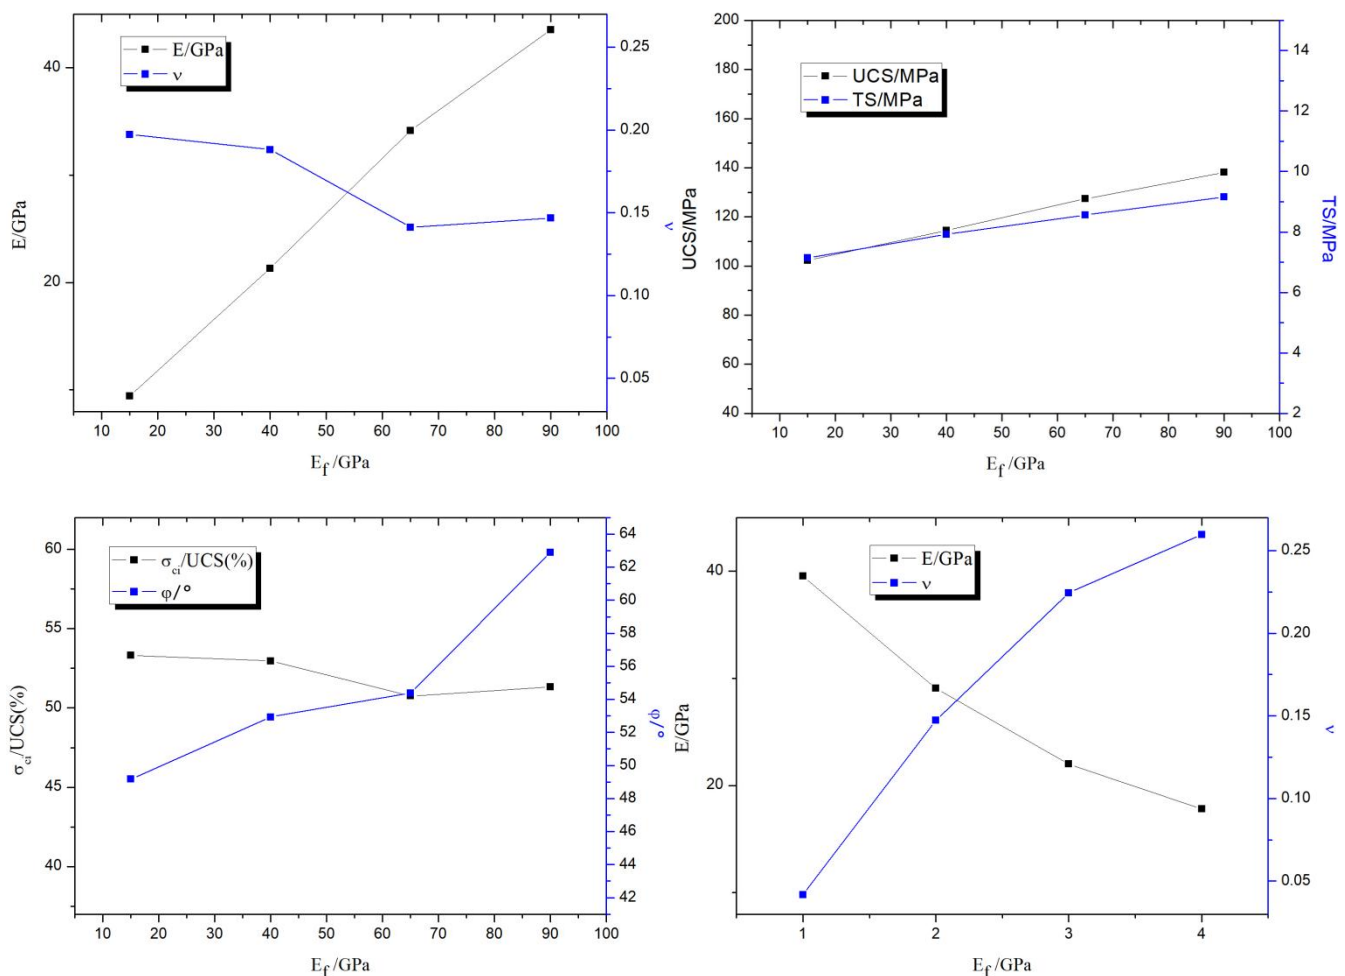 E/GPa
ν
40
20
E/GPa
0.25
0.20
0.15
0.10
0.05
ν
10 20 30 40 50 60 70 80 90 100
E_f /GPa
UCS/MPa
TS/MPa
200
180
160
140
120
100
80
60
40
UCS/MPa
14
12
10
8
6
4
2
TS/MPa
10 20 30 40 50 60 70 80 90 100
E_f /GPa
σ_ci/UCS(%)
φ/°
60
55
50
45
40
σ_ci/UCS(%)
64
62
60
58
56
54
52
50
48
46
44
42
φ/°
10 20 30 40 50 60 70 80 90 100
E_f /GPa
E/GPa
ν
40
20
E/GPa
0.25
0.20
0.15
0.10
0.05
ν
1 2 3 4
E_f /GPa